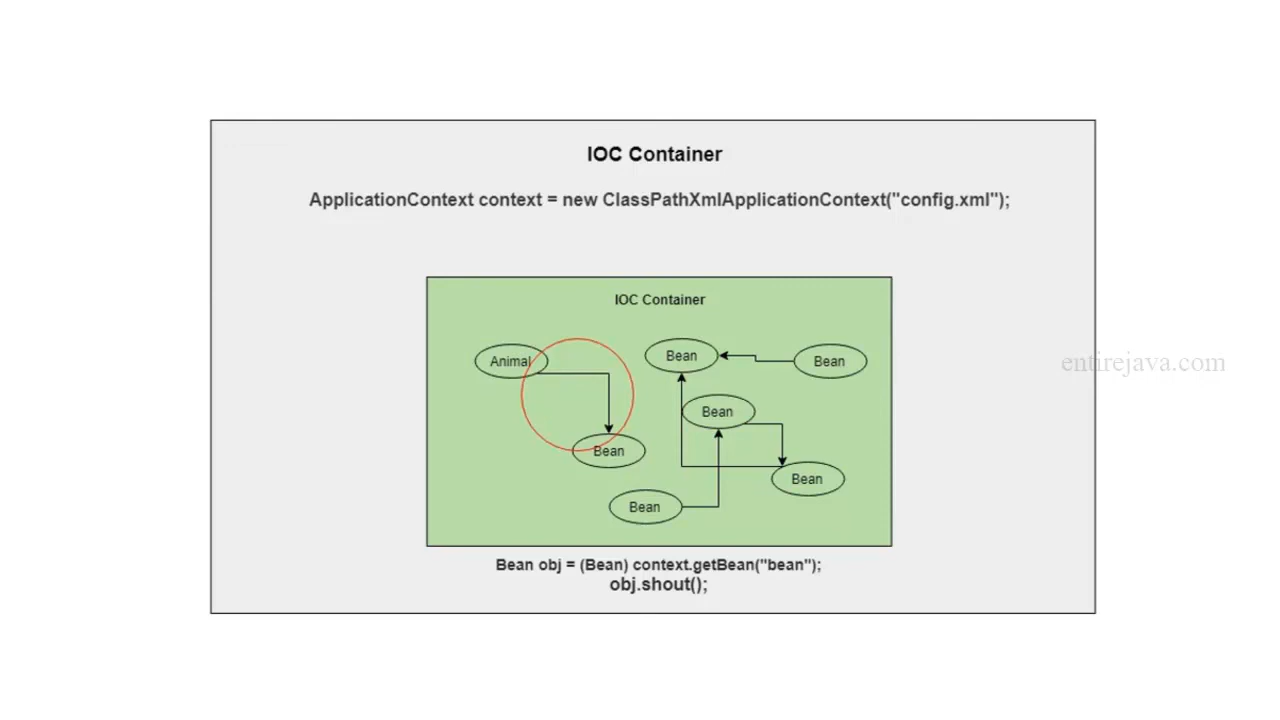 IOC Container
ApplicationContext context = new ClassPathXmlApplicationContext("config.xml");
IOC Container
Animal
Bean
Bean
entirejava.com
Bean
Bean
Bean
Bean
Bean obj = (Bean) context.getBean("bean");
obj.shout();